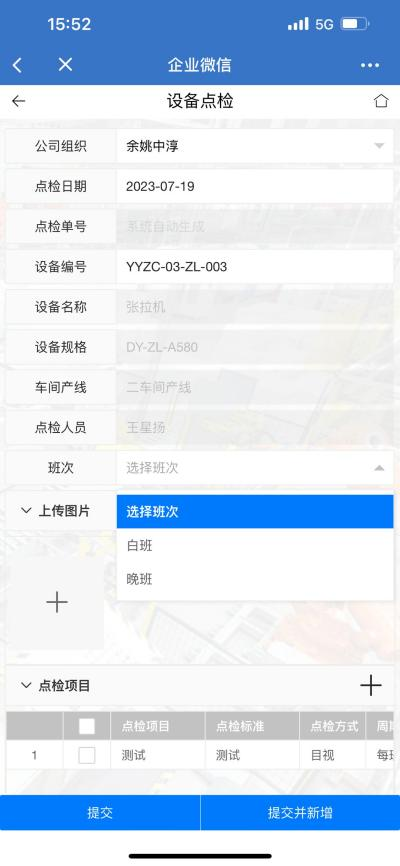 15:52 5G
企业微信
设备点检
公司组织 余姚中淳
点检日期 2023-07-19
点检单号 系统自动生成
设备编号 YYZC-03-ZL-003
设备名称 张拉机
设备规格 DY-ZL-A580
车间产线 二车间产线
点检人员 王星扬
班次 选择班次
上传图片 选择班次
白班
晚班
点检项目
点检项目 点检标准 点检方式 周
1 测试 测试 目视 每
提交 提交并新增